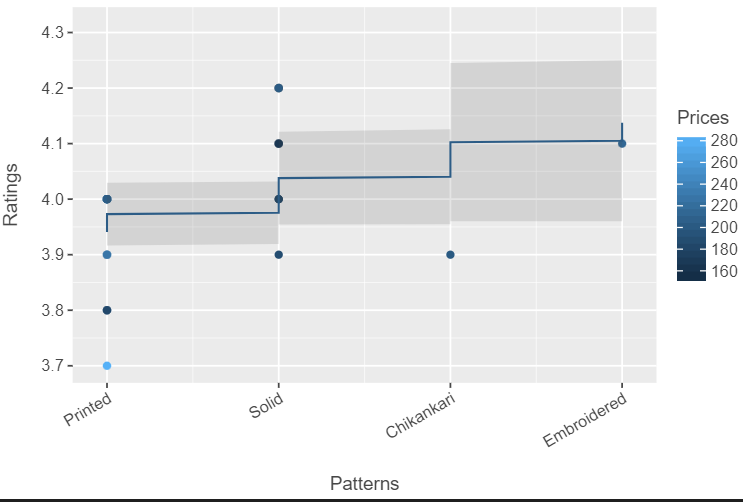 4.3
4.2
4.1
4.0
3.9
3.8
3.7
Ratings
Printed
Solid
Chikankari
Embroidered
Patterns
Prices
280
260
240
220
200
180
160